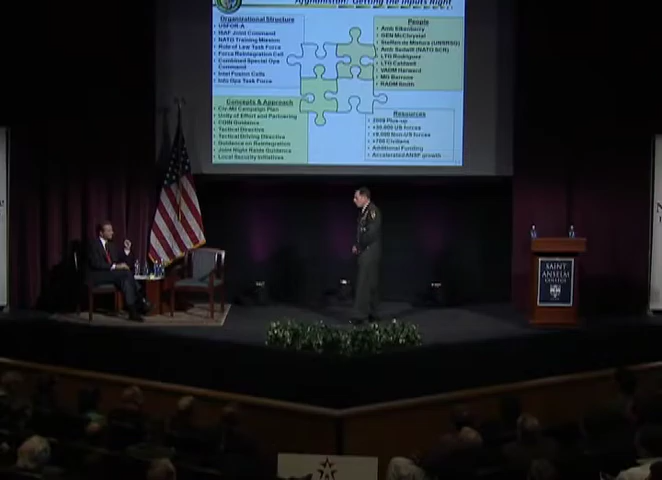 Afghanistan: Getting the Inputs Right
Organizational Structure
USFOR-A
ISAF Joint Command
NATO Training Mission
Rule of Law Task Force
Force Reintegration Cell
Combined Special Ops
Command
Intel Fusion Cells
Info Ops Task Force
People
Amb Eikenberry
GEN McChrystal
Staffan de Mistura (UNSRSG)
Amb Sedwill (NATO SCR)
LTG Rodriguez
LTG Caldwell
VADM Harward
MG
RADM Smith
Concepts & Approach
Civ-Mil Campaign Plan
Unity of Effort and Partnering
COIN Guidance
Tactical Directive
Tactical Driving Directive
Guidance on Reintegration
Joint Night Raids Guidance
Local Security Initiatives
Resources
2009 Plus-up
+30,000 US forces
Non-US forces
Civilians
Additional Funding
Accelerated ANSF growth
SAINT
ANSELM
COLLEGE